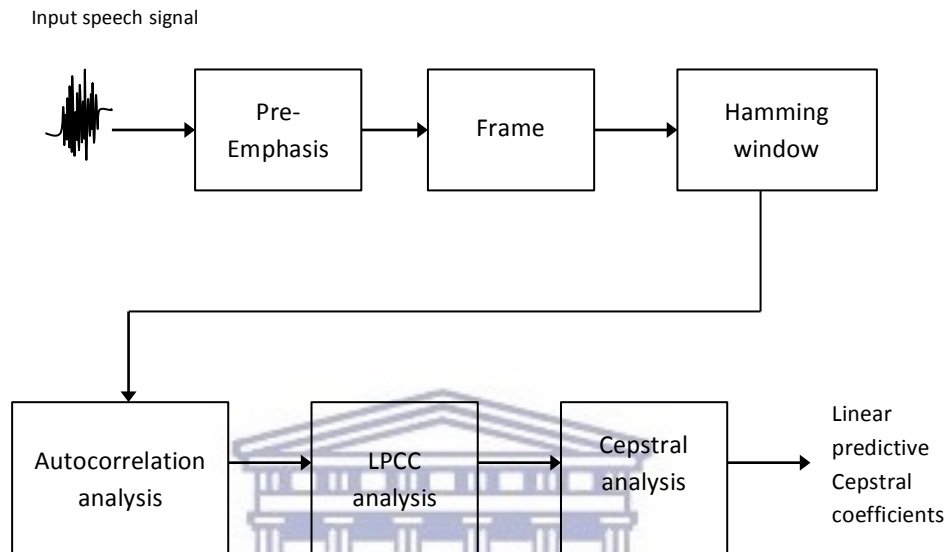 Input speech signal
Pre-
Emphasis
Frame
Hamming
window
Autocorrelation
analysis
LPCC
analysis
Cepstral
analysis
Linear
predictive
Cepstral
coefficients